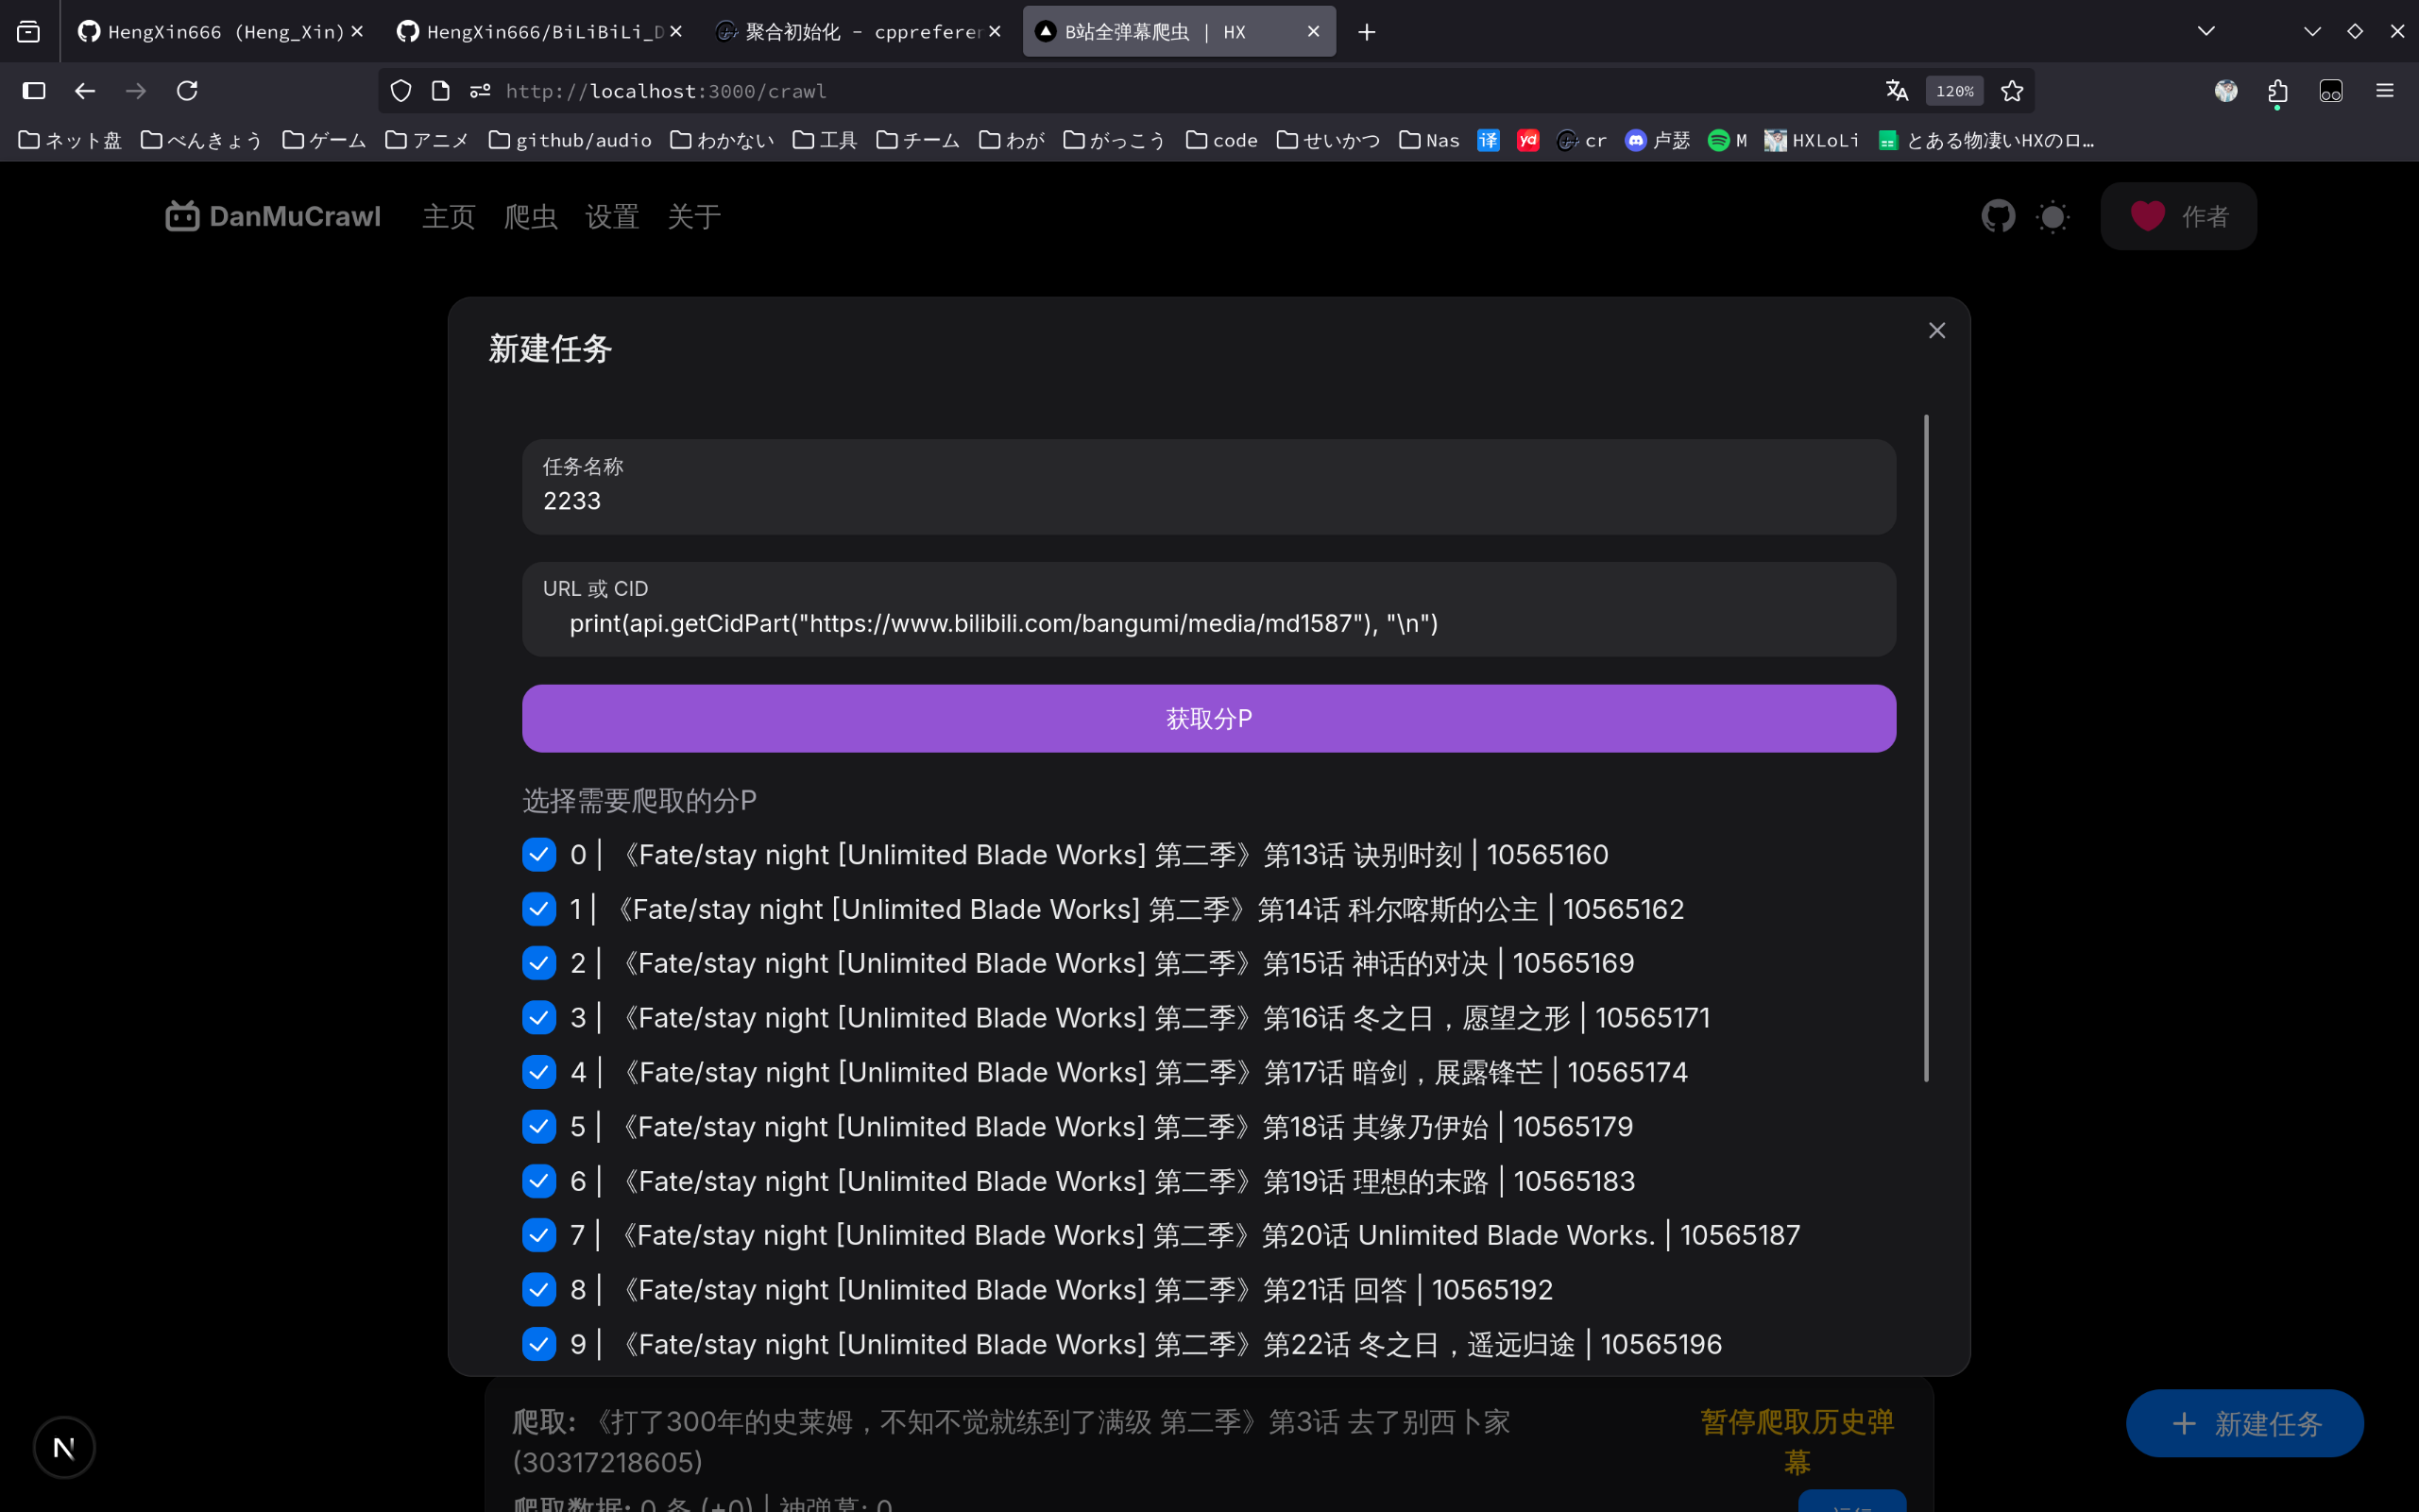 HengXin666 (Heng_Xin)
HengXin666/BiLiBiLi_D
聚合初始化 - cpprefere
B站全弹幕爬虫 | HX
http://localhost:3000/crawl
120%
ネット盘 べんきょう ゲーム アニメ github/audio わかない 工具 チーム わが がっこう code せいかつ Nas 译 yd cr 卢瑟 M HXLoLi とある物凄いHXのロ…
DanMuCrawl 主页 爬虫 设置 关于 作者
新建任务
任务名称
2233
URL 或 CID
print(api.getCidPart("https://www.bilibili.com/bangumi/media/md1587"), "\n")
获取分P
选择需要爬取的分P
0 | 《Fate/stay night [Unlimited Blade Works] 第二季》第13话 诀别时刻 | 10565160
1 | 《Fate/stay night [Unlimited Blade Works] 第二季》第14话 科尔喀斯的公主 | 10565162
2 | 《Fate/stay night [Unlimited Blade Works] 第二季》第15话 神话的对决 | 10565169
3 | 《Fate/stay night [Unlimited Blade Works] 第二季》第16话 冬之日，愿望之形 | 10565171
4 | 《Fate/stay night [Unlimited Blade Works] 第二季》第17话 暗剑，展露锋芒 | 10565174
5 | 《Fate/stay night [Unlimited Blade Works] 第二季》第18话 其缘乃伊始 | 10565179
6 | 《Fate/stay night [Unlimited Blade Works] 第二季》第19话 理想的末路 | 10565183
7 | 《Fate/stay night [Unlimited Blade Works] 第二季》第20话 Unlimited Blade Works. | 10565187
8 | 《Fate/stay night [Unlimited Blade Works] 第二季》第21话 回答 | 10565192
9 | 《Fate/stay night [Unlimited Blade Works] 第二季》第22话 冬之日，遥远归途 | 10565196
爬取: 《打了300年的史莱姆，不知不觉就练到了满级 第二季》第3话 去了别西卜家
(30317218605)
暂停爬取历史弹
幕
爬取数据: 0 条 (+0) | 神弹幕: 0
运行
N
新建任务